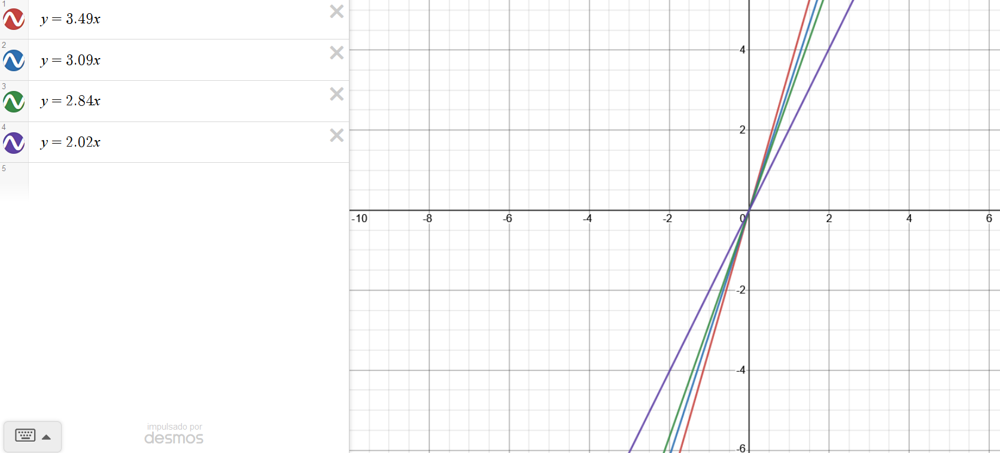 1
y = 3.49x
2
y = 3.09x
3
y = 2.84x
4
y = 2.02x
5
impulsado por
desmos
4
2
-10 -8 -6 -4 -2 0 2 4 6
-2
-4
-6